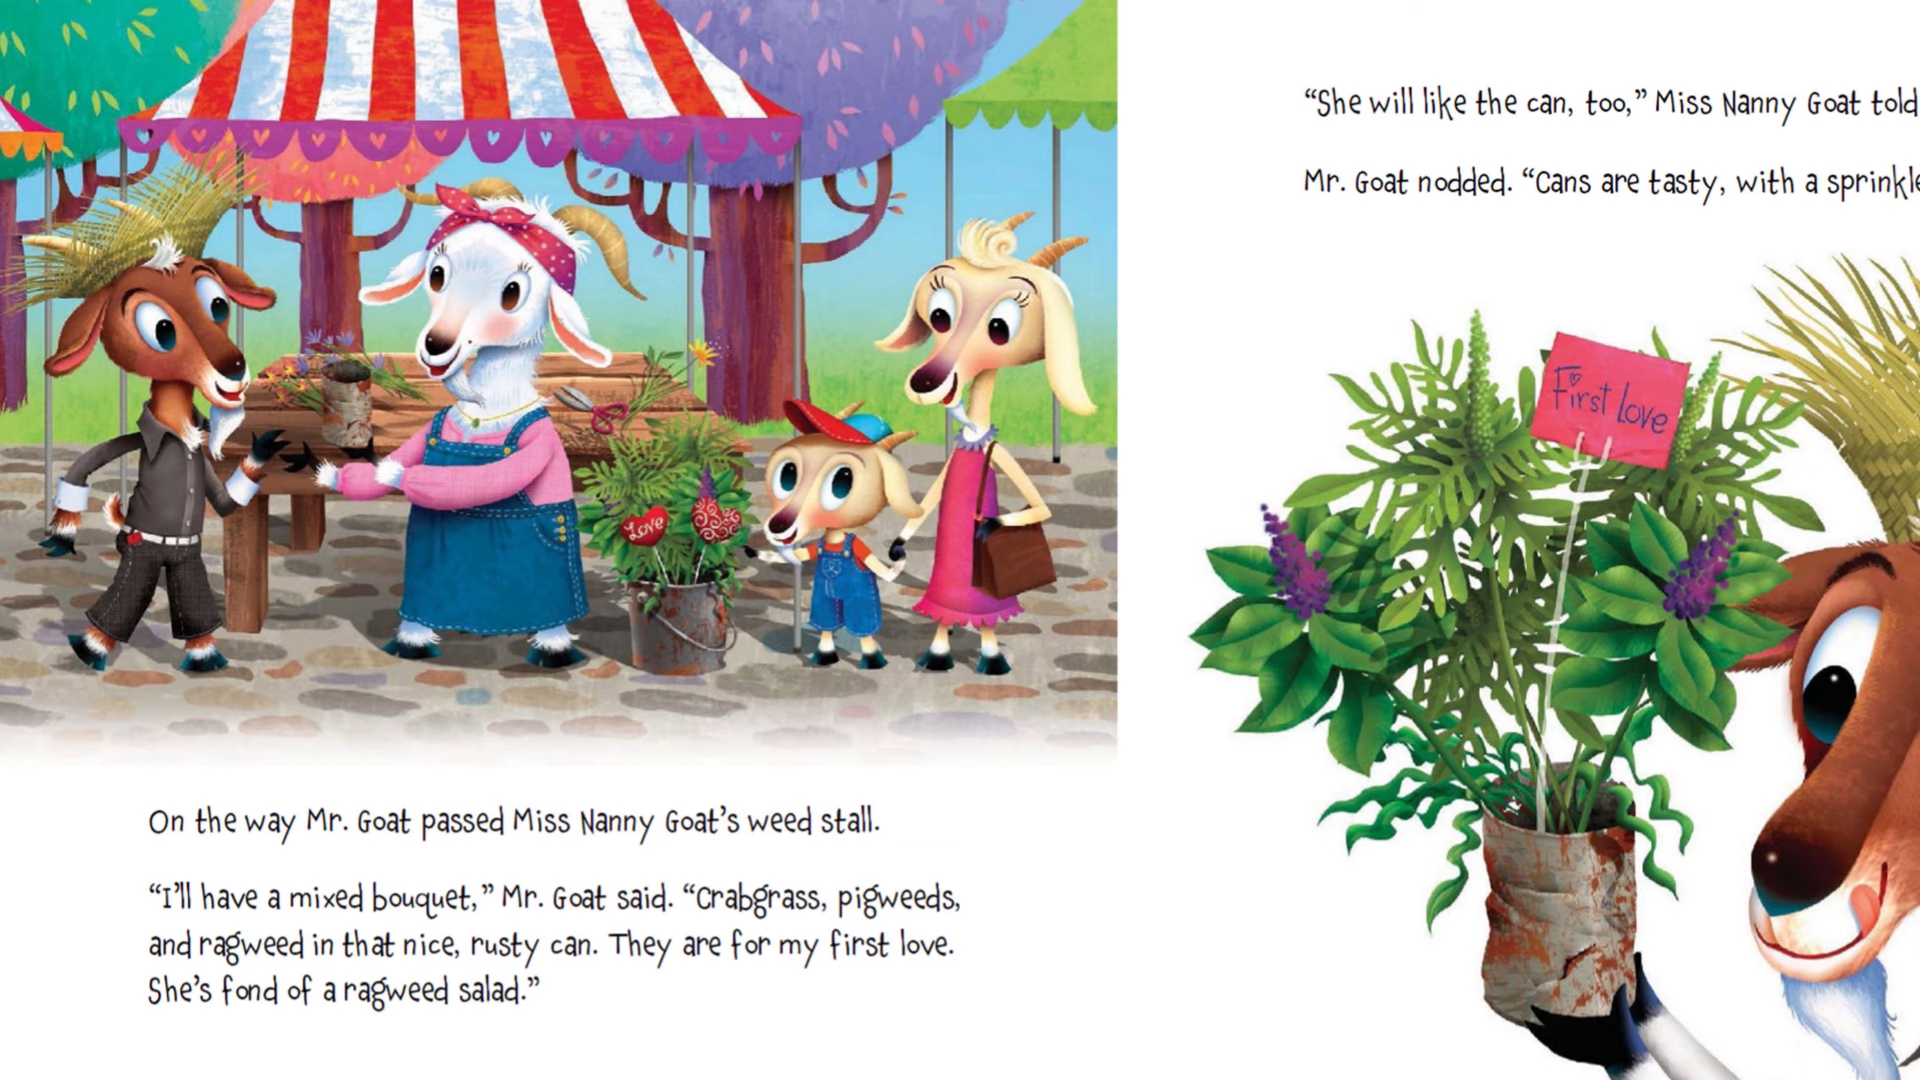 On the way Mr. Goat passed Miss Nanny Goat's weed stall.
"I'll have a mixed bouquet," Mr. Goat said. "Crabgrass, pigweeds,
and ragweed in that nice, rusty can. They are for my first love.
She's fond of a ragweed salad."
Love
"She will like the can, too," Miss Nanny Goat told
Mr. Goat nodded. "Cans are tasty, with a sprinkle
First Love